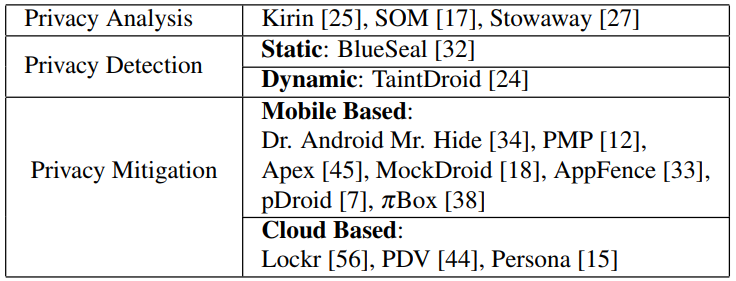 Privacy Analysis
Kirin [25], SOM [17], Stowaway [27]
Privacy Detection
Static: BlueSeal [32]
Dynamic: TaintDroid [24]
Privacy Mitigation
Mobile Based:
Dr. Android Mr. Hide [34], PMP [12],
Apex [45], MockDroid [18], AppFence [33],
pDroid [7], πBox [38]
Cloud Based:
Lockr [56], PDV [44], Persona [15]